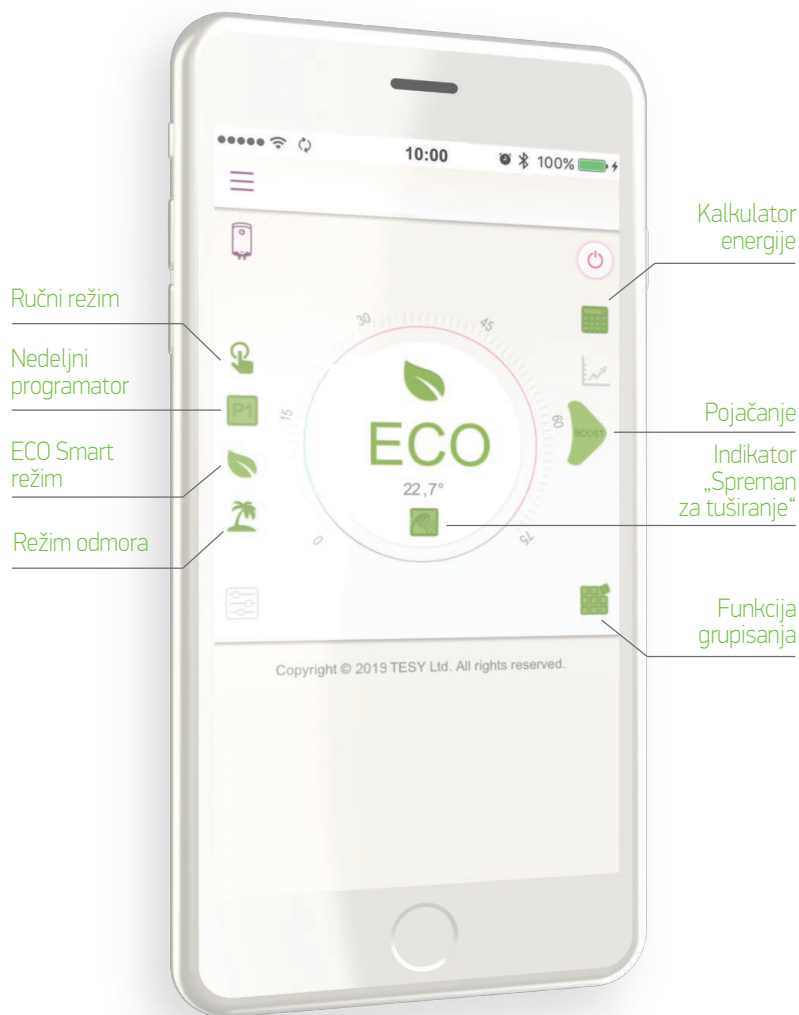 10:00
100%
Kalkulator
energije
Ručni režim
Nedeljni
programator
ECO Smart
režim
Režim odmora
P1
0
15
30
45
60
75
ECO
22,7°
BOOST
Pojačanje
Indikator
„Spreman
za tuširanje“
Funkcija
grupisanja
Copyright © 2019 TESY Ltd. All rights reserved.